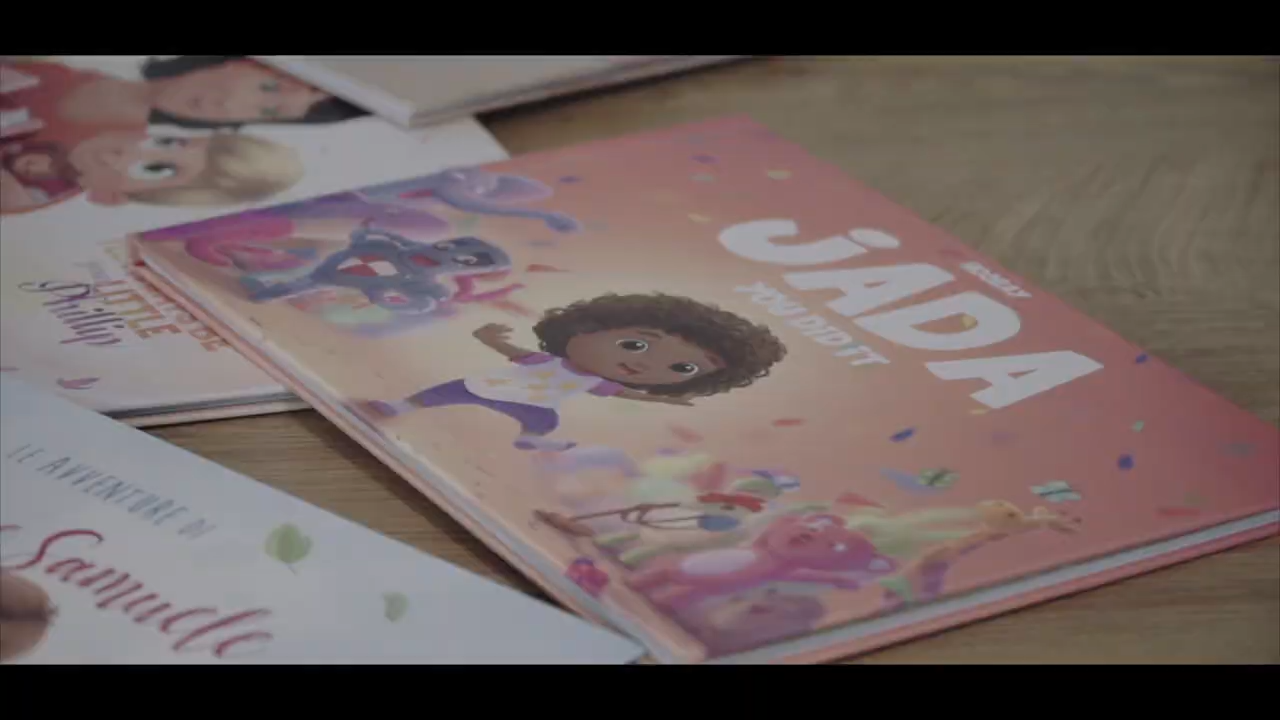 JADA
YOU DID IT
LITTLE
Phillip
LE AVVENTURE DI
Samuele